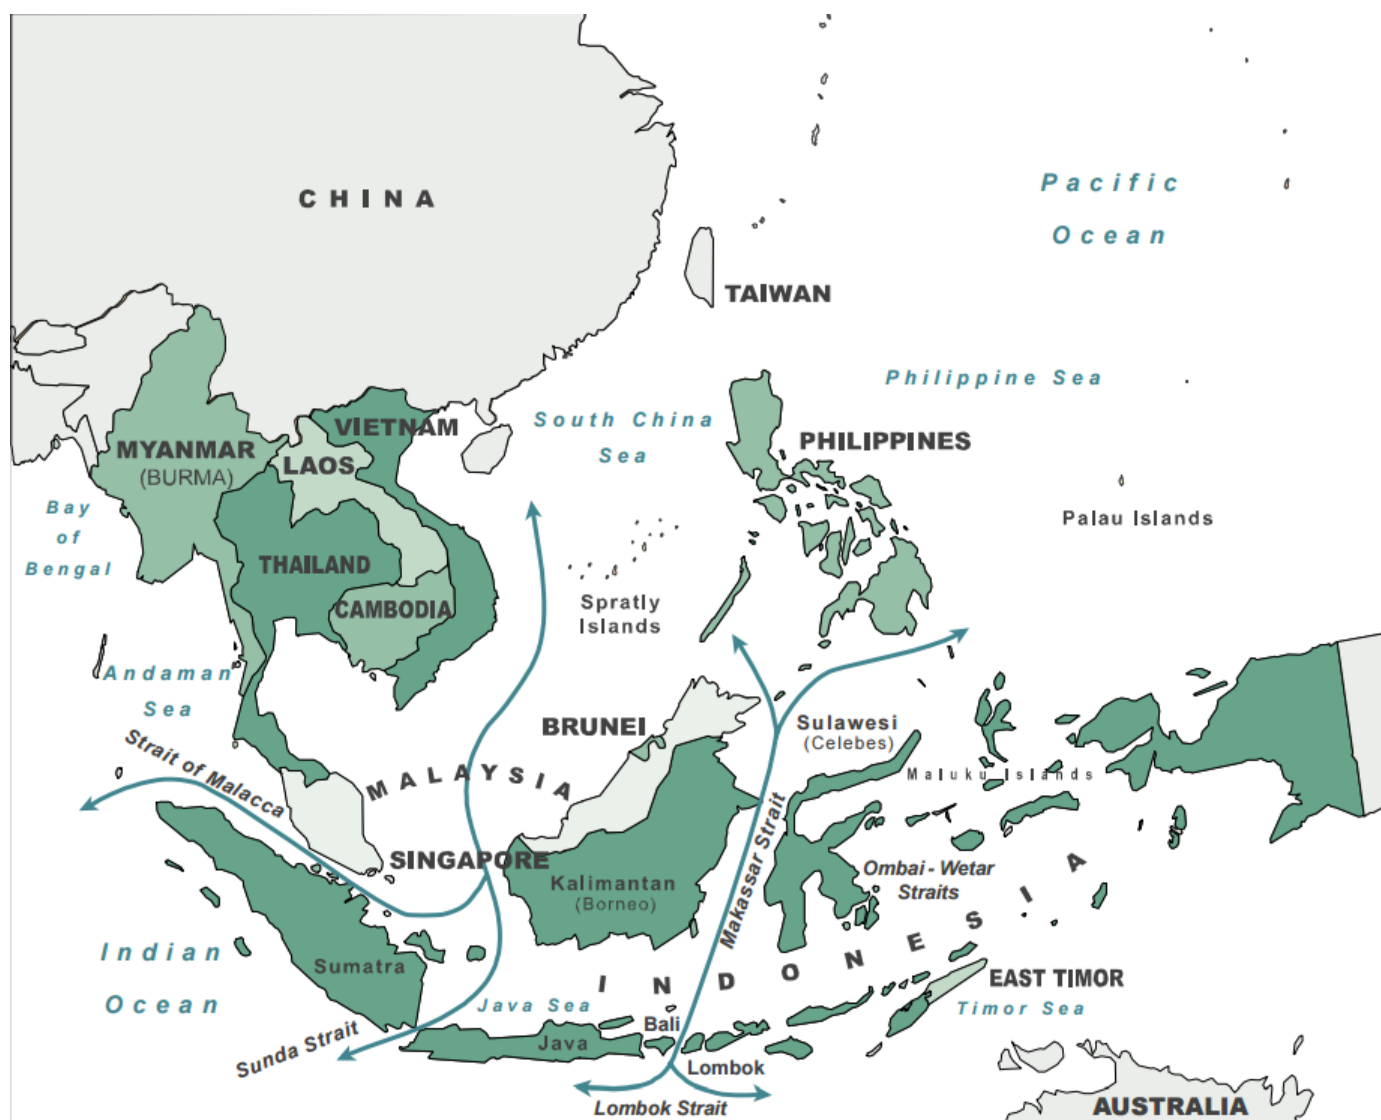 CHINA
Pacific
Ocean
TAIWAN
Philippine Sea
South China
Sea
VIETNAM
PHILIPPINES
MYANMAR
(BURMA)
LAOS
Bay
of
Bengal
Palau Islands
THAILAND
CAMBODIA
Spratly
Islands
Andaman
Sea
BRUNEI
Sulawesi
(Celebes)
Strait of Malacca
MALAYSIA
Maluku Islands
Makassar Strait
SINGAPORE
Kalimantan
(Borneo)
Ombai - Wetar
Straits
INDONESIA
Indian
Ocean
Sumatra
EAST TIMOR
Timor Sea
Java Sea
Bali
Sunda Strait
Java
Lombok
Lombok Strait
AUSTRALIA